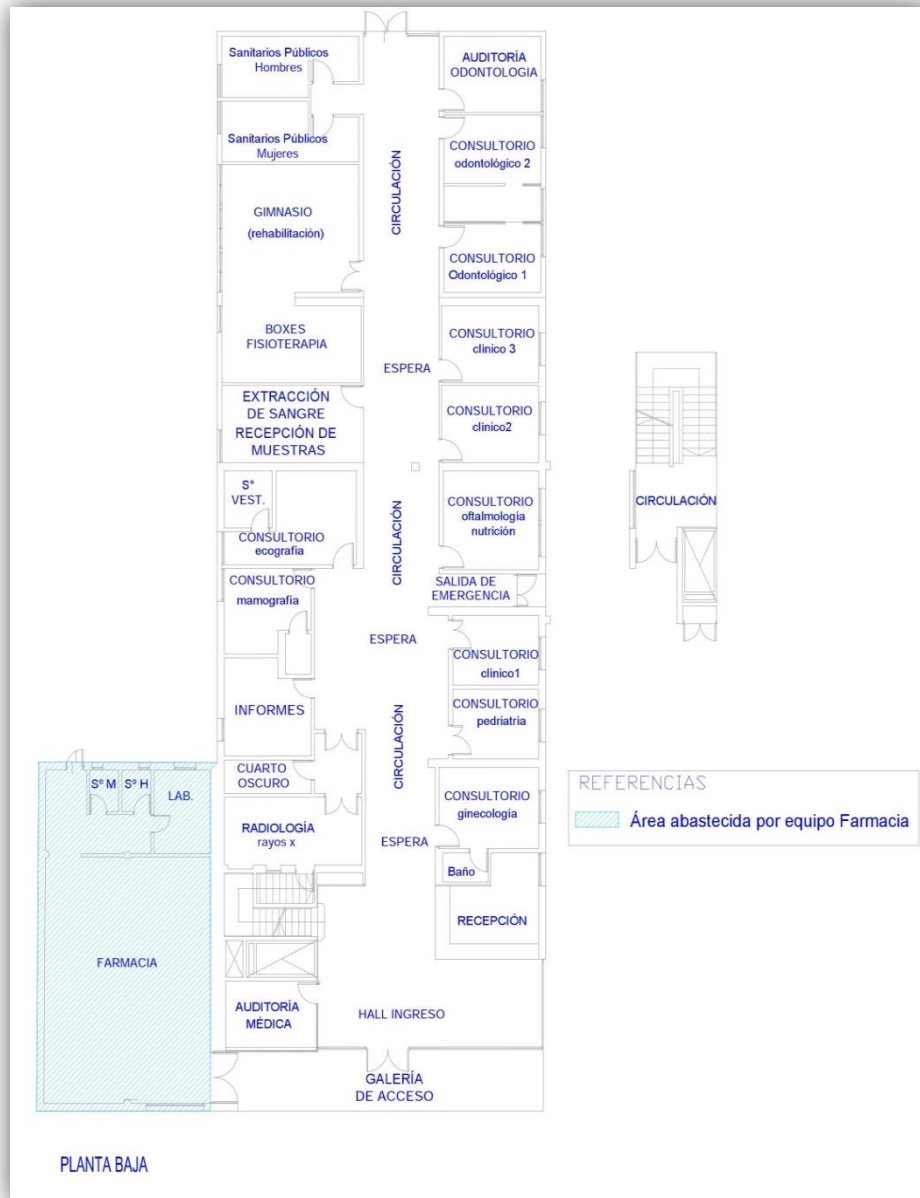 Sanitarios Públicos
Hombres
AUDITORÍA
ODONTOLOGIA
Sanitarios Públicos
Mujeres
CONSULTORIO
odontológico 2
CIRCULACIÓN
GIMNASIO
(rehabilitación)
CONSULTORIO
Odontológico 1
BOXES
FISIOTERAPIA
CONSULTORIO
clinico 3
ESPERA
EXTRACCIÓN
DE SANGRE
RECEPCIÓN DE
MUESTRAS
CONSULTORIO
clinico2
S°
VEST.
CONSULTORIO
ecografia
CONSULTORIO
oftalmologia
nutrición
CIRCULACIÓN
CIRCULACIÓN
CONSULTORIO
mamografía
SALIDA DE
EMERGENCIA
ESPERA
CONSULTORIO
clinico1
INFORMES
CONSULTORIO
pedriatria
CIRCULACIÓN
CUARTO
OSCURO
S° M
S° H
LAB.
CONSULTORIO
ginecologia
RADIOLOGÍA
rayos x
ESPERA
Baño
RECEPCIÓN
FARMACIA
AUDITORÍA
MÉDICA
HALL INGRESO
GALERÍA
DE ACCESO
REFERENCIAS
Área abastecida por equipo Farmacia
PLANTA BAJA